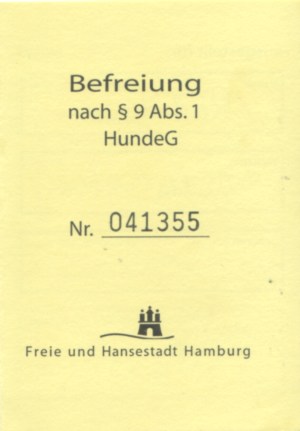 Befreiung
nach § 9 Abs. 1
HundeG
Nr. 041355
Freie und Hansestadt Hamburg